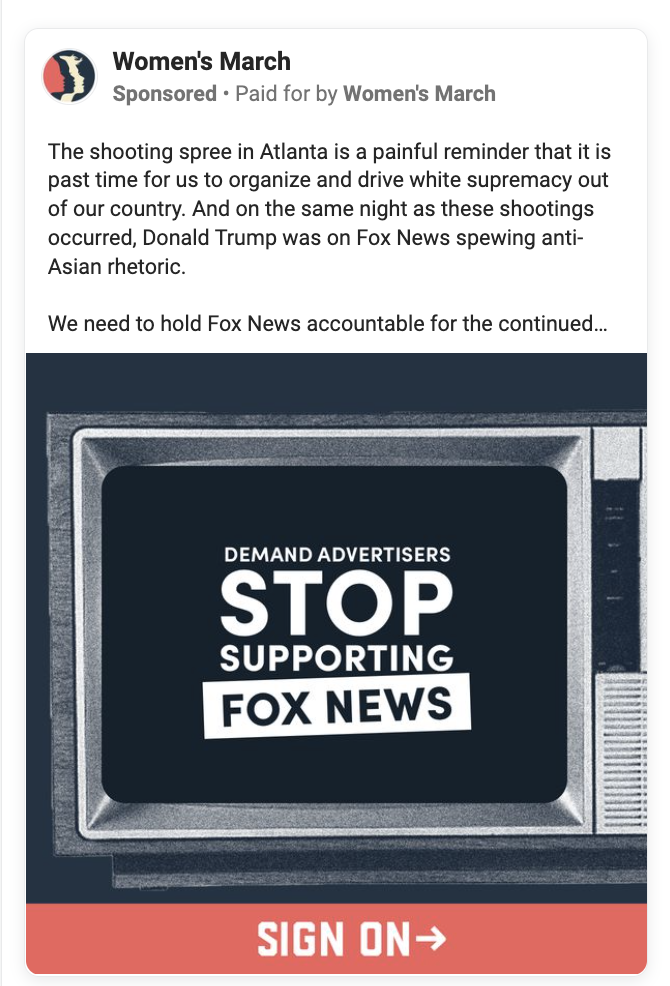 Women's March
Sponsored • Paid for by Women's March
The shooting spree in Atlanta is a painful reminder that it is
past time for us to organize and drive white supremacy out
of our country. And on the same night as these shootings
occurred, Donald Trump was on Fox News spewing anti-
Asian rhetoric.
We need to hold Fox News accountable for the continued...
DEMAND ADVERTISERS
STOP
SUPPORTING
FOX NEWS
SIGN ON→